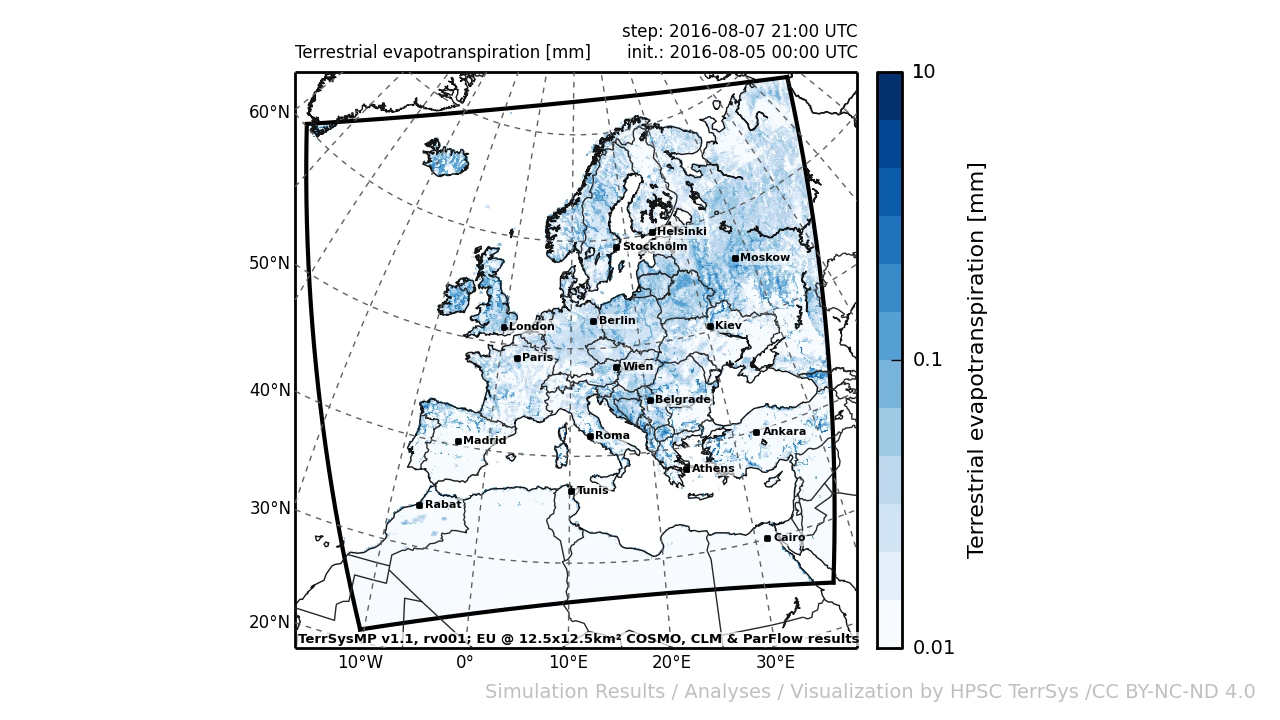 step: 2016-08-07 21:00 UTC
Terrestrial evapotranspiration [mm] init.: 2016-08-05 00:00 UTC
10
60°N
Helsinki
Stockholm
Moskow
50°N
London
Berlin
Kiev
Paris
0.1
Wien
40°N
Belgrade
Madrid
Roma
Ankara
Athens
Tunis
30°N
Rabat
Cairo
20°N
TerrSysMP v1.1, rv001; EU @ 12.5x12.5km² COSMO, CLM & ParFlow results
0.01
10°W 0° 10°E 20°E 30°E
Terrestrial evapotranspiration [mm]
Simulation Results / Analyses / Visualization by HPSC TerrSys /CC BY-NC-ND 4.0